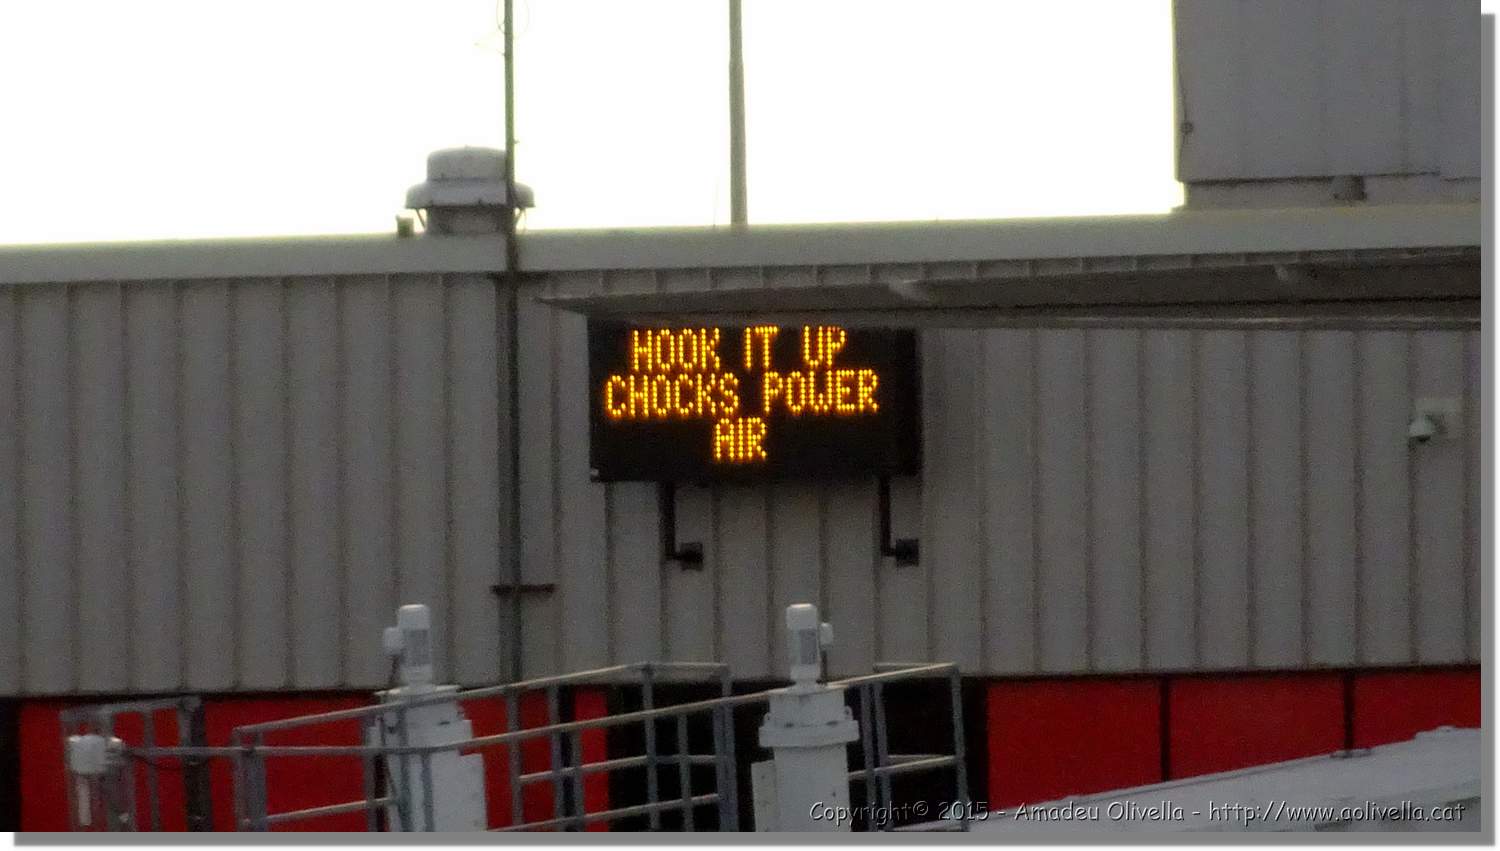 HOOK IT UP
CHOCKS POWER
AIR
Copyright© 2015 - Amadeu Olivella - http://www.aolivella.cat